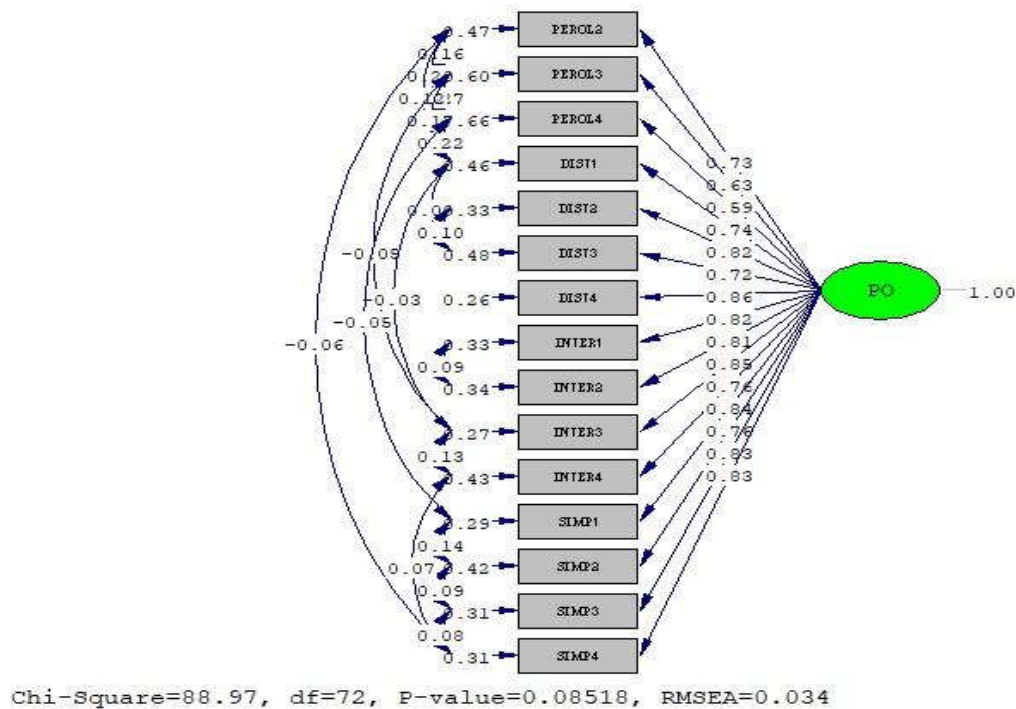 0.47 PEROL2
0.16
0.60 PEROL3
0.66 PEROL4
0.22
0.73
0.46 DIST1
0.63
0.59
0.33 DIST2
0.74
0.10
0.82
0.48 DIST3
-0.09
0.72
0.26 DIST4
-0.03
0.86
PO
1.00
-0.05
0.82
-0.06
0.33 INTER1
0.81
0.09
0.85
0.34 INTER2
0.76
0.84
0.27 INTER3
0.76
0.13
0.83
0.43 INTER4
0.83
0.29 SIMP1
0.14
0.07
0.42 SIMP2
0.09
0.31 SIMP3
0.08
0.31 SIMP4
Chi-Square=88.97, df=72, P-value=0.08518, RMSEA=0.034